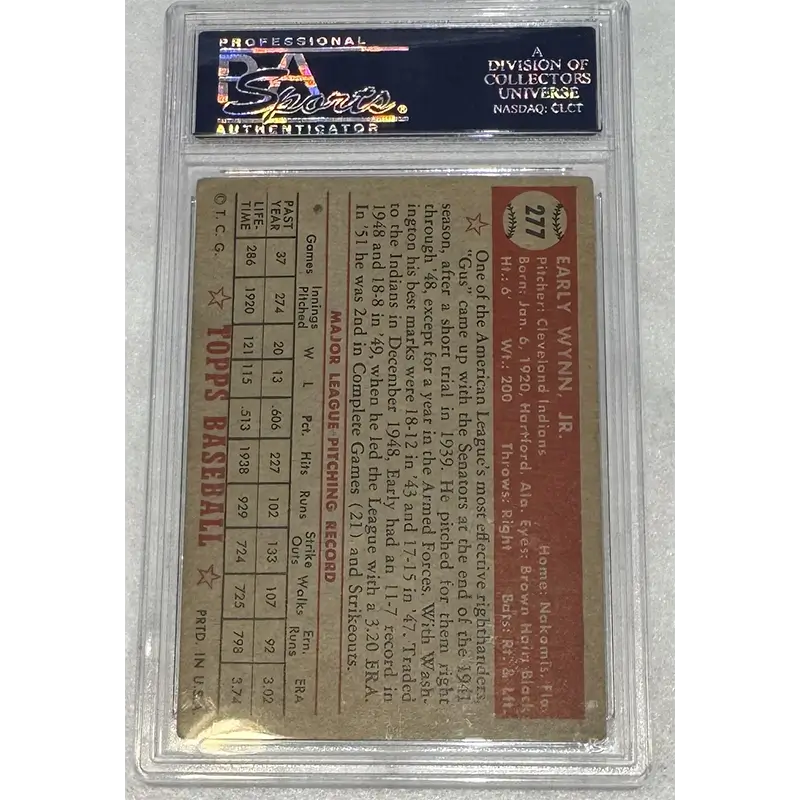 PROFESSIONAL
PSA
Sports®
AUTHENTICATOR
A
DIVISION OF
COLLECTORS
UNIVERSE
NASDAQ: CLCT
277
EARLY WYNN, JR.
Pitcher: Cleveland Indians Home: Nakomis, Fla.
Born: Jan. 6, 1920, Hartford, Ala. Eyes: Brown Hair: Black
Ht.: 6' Wt.: 200 Throws: Right Bats: Rt. & Lft.
One of the American League's most effective righthanders,
"Gus" came up with the Senators at the end of the 1941
season, after a short trial in 1939. He pitched for them right
through '48, except for a year in the Armed Forces. With Wash-
ington his best marks were 18-12 in '43 and 17-15 in '47. Traded
to the Indians in December 1948, Early had an 11-7 record in
1948 and 18-8 in '49, when he led the League with a 3.20 ERA.
In '51 he was 2nd in Complete Games (21) and Strikeouts.
MAJOR LEAGUE PITCHING RECORD
Games Innings Pitched W L Pct. Hits Runs Strike Outs Walks Ern. Runs ERA
PAST YEAR 37 274 20 13 .606 227 102 133 107 92 3.02
LIFE-TIME 286 1920 121 115 .513 1938 929 724 725 798 3.74
© T. C. G. TOPPS BASEBALL PRTD. IN U.S.A.